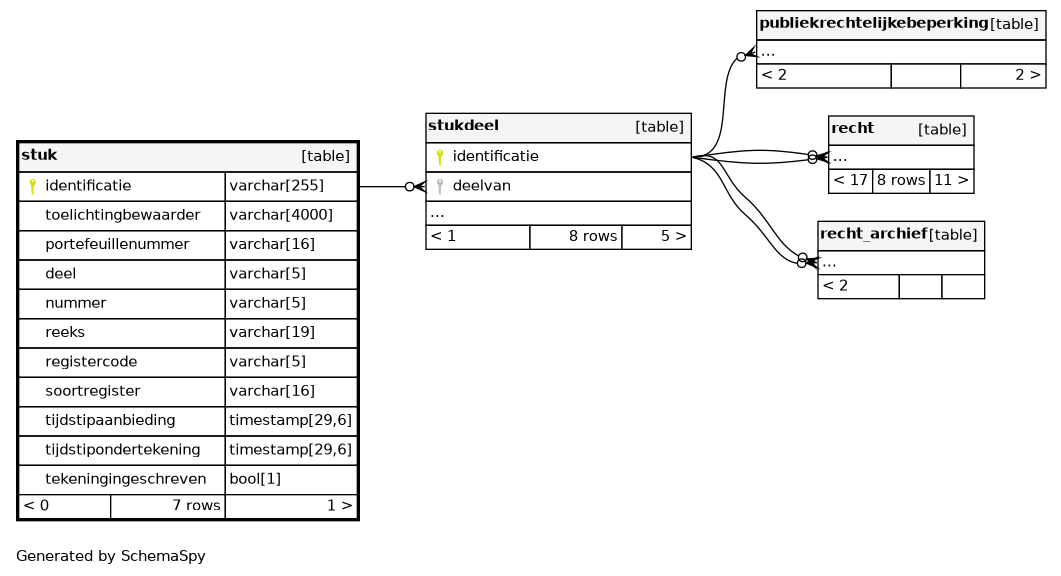 publiekrechtelijkebeperking [table]
...
< 2 2 >
stukdeel [table]
identificatie
deelvan
...
< 1 8 rows 5 >
recht [table]
...
< 17 8 rows 11 >
stuk [table]
identificatie varchar[255]
toelichtingbewaarder varchar[4000]
portefeuillenummer varchar[16]
deel varchar[5]
nummer varchar[5]
reeks varchar[19]
registercode varchar[5]
soortregister varchar[16]
tijdstipaanbieding timestamp[29,6]
tijdstipondertekening timestamp[29,6]
tekeningingeschreven bool[1]
< 0 7 rows 1 >
recht_archief [table]
...
< 2
Generated by SchemaSpy